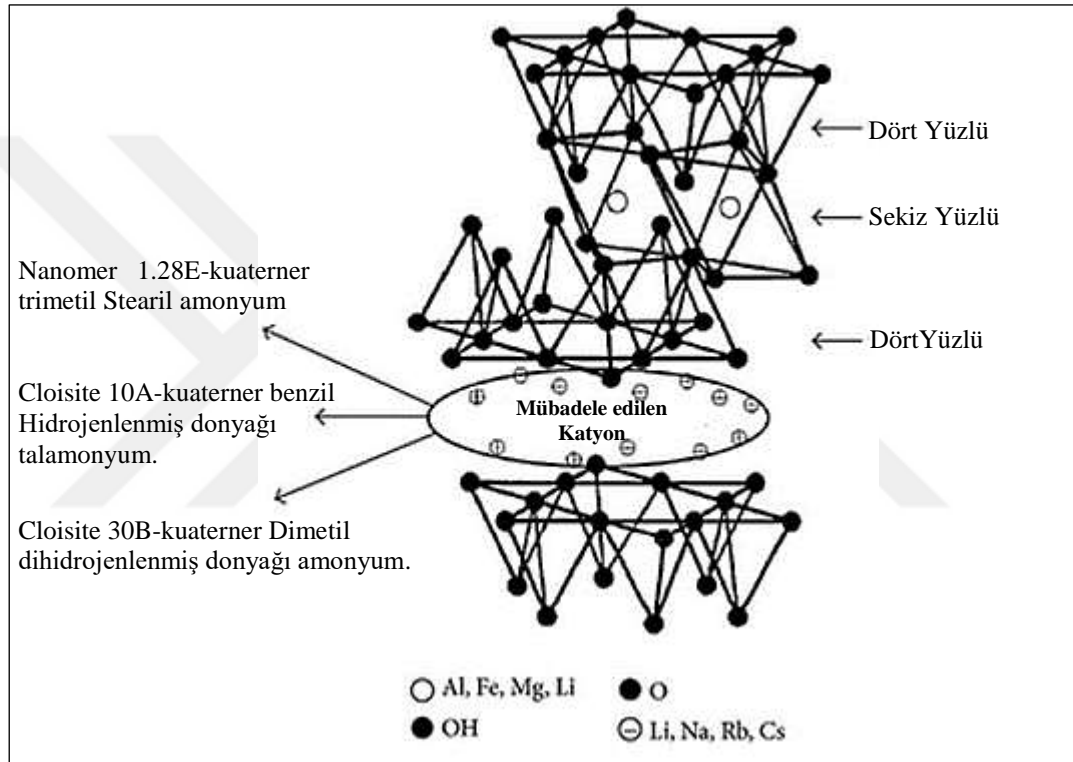 Dört Yüzlü
Sekiz Yüzlü
DörtYüzlü
Nanomer 1.28E-kuaterner
trimetil Stearil amonyum
Cloisite 10A-kuaterner benzil
Hidrojenlenmiş donyağı
talamonyum.
Cloisite 30B-kuaterner Dimetil
dihidrojenlenmiş donyağı amonyum.
Mübadele edilen
Katyon
Al, Fe, Mg, Li
O
OH
Li, Na, Rb, Cs